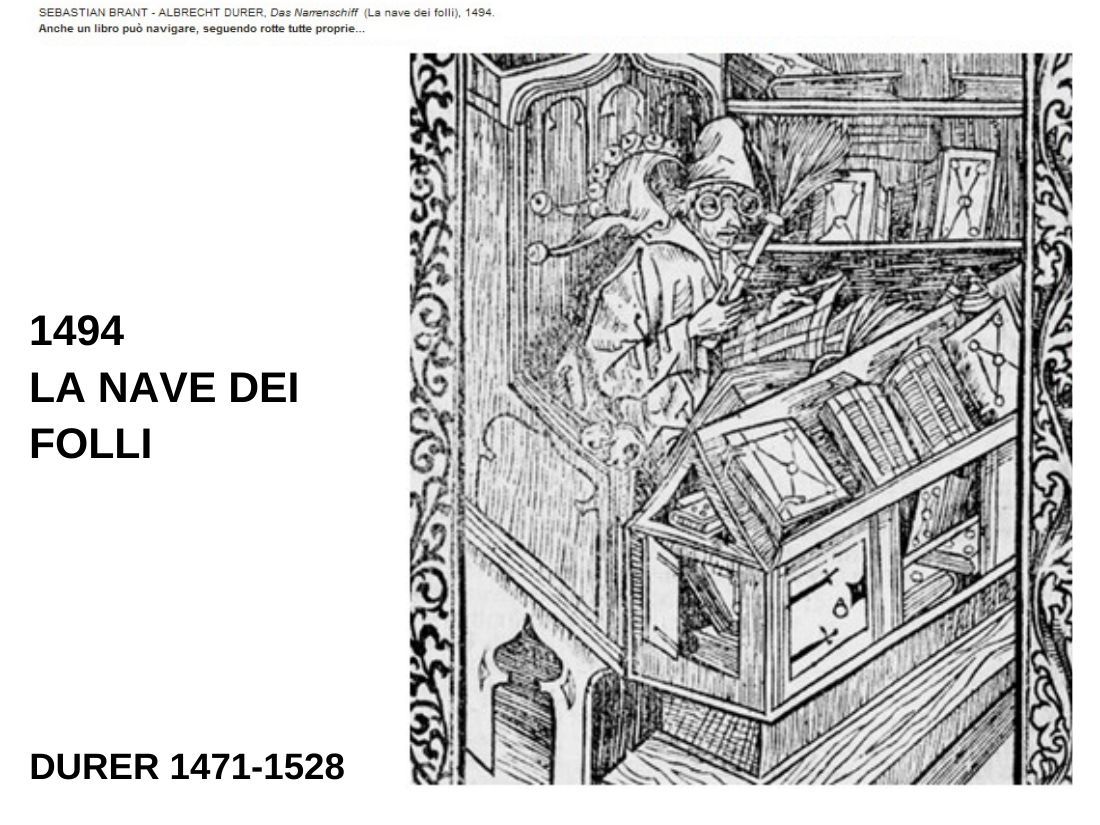 SEBASTIAN BRANT - ALBRECHT DURER, Das Narrenschiff (La nave dei folli), 1494.
Anche un libro può navigare, seguendo rotte tutte proprie...
1494
LA NAVE DEI
FOLLI
DURER 1471-1528